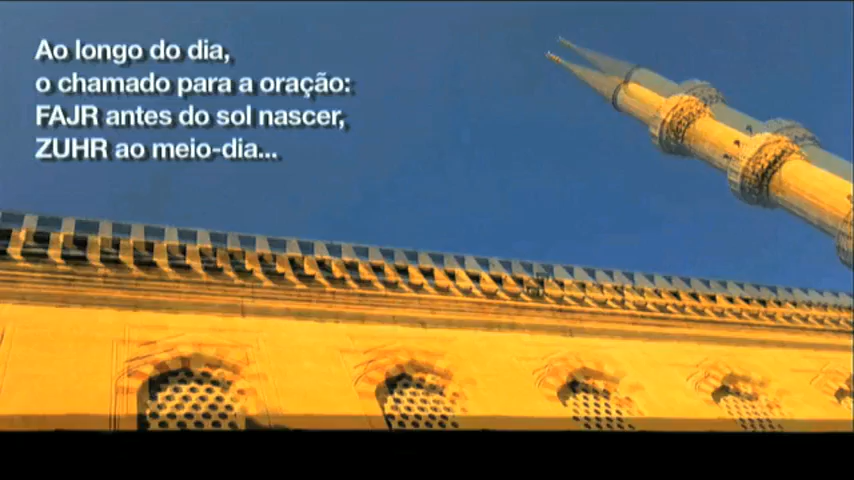 Ao longo do dia,
o chamado para a oração:
FAJR antes do sol nascer,
ZUHR ao meio-dia...